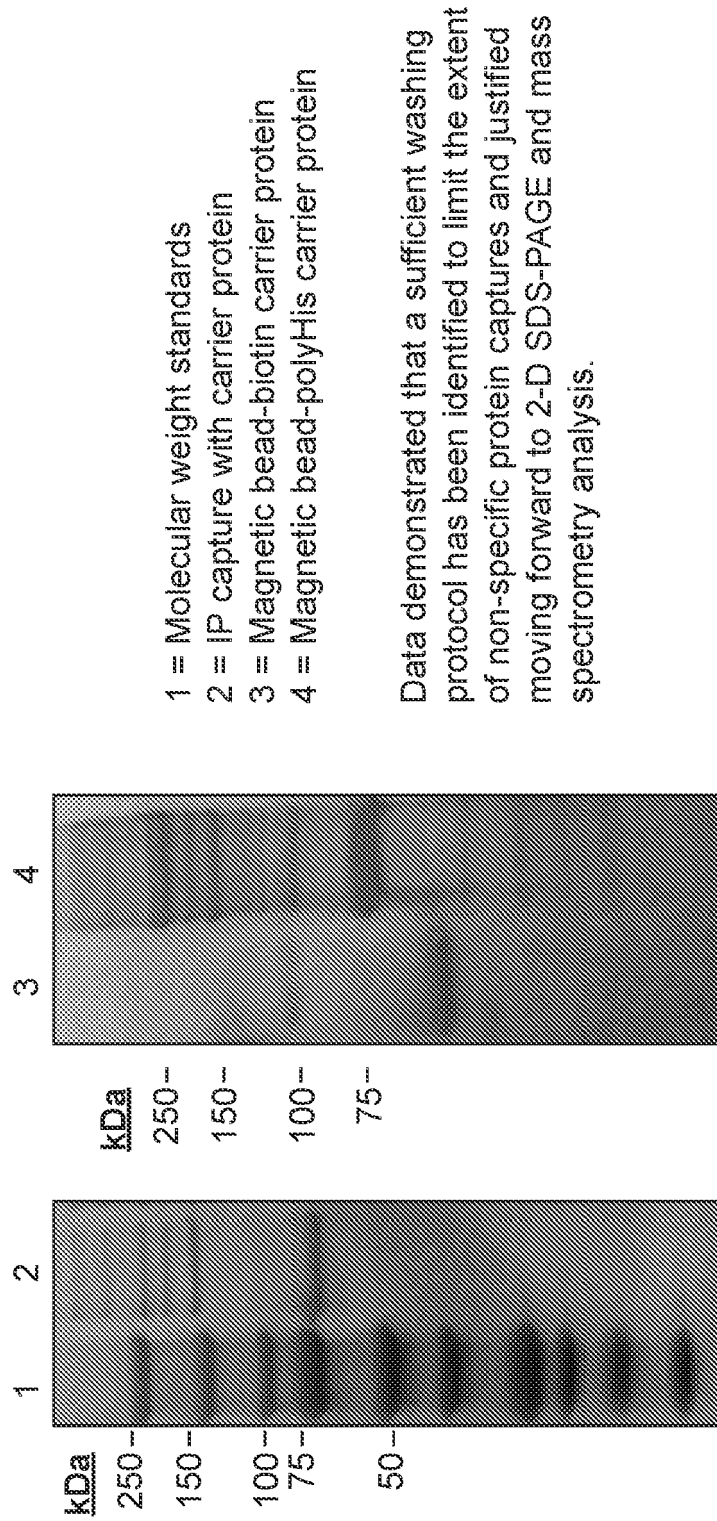 1 2
kDa
250-
150-
100-
75-
50-
3 4
kDa
250-
150-
100-
75-
1 = Molecular weight standards
2 = IP capture with carrier protein
3 = Magnetic bead-biotin carrier protein
4 = Magnetic bead-polyHis carrier protein
Data demonstrated that a sufficient washing
protocol has been identified to limit the extent
of non-specific protein captures and justified
moving forward to 2-D SDS-PAGE and mass
spectrometry analysis.